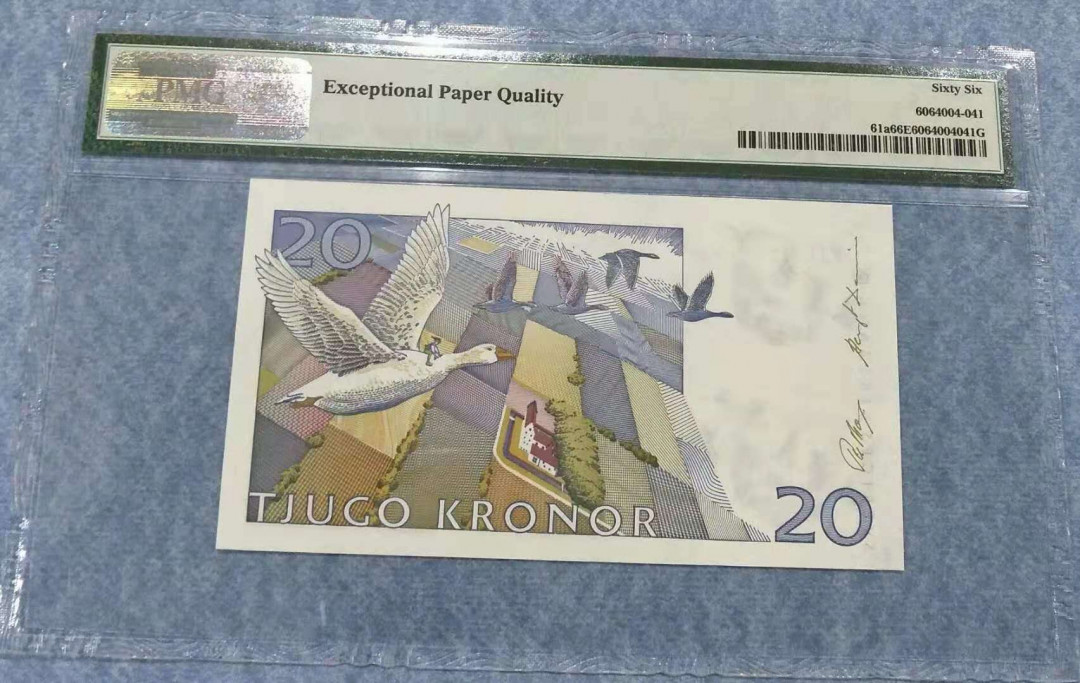 PMG
Exceptional Paper Quality
Sixty Six
6064004-041
61a66E6064004041G
20
TJUGO KRONOR
20